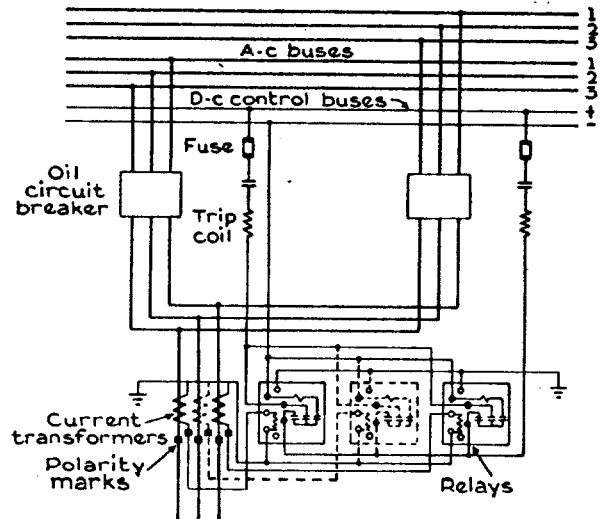 1
2
3
A-c buses
1
2
3
D-c control buses
+
-
Fuse
Oil
circuit
breaker
Trip
coil
Current
transformers
Polarity
marks
Relays